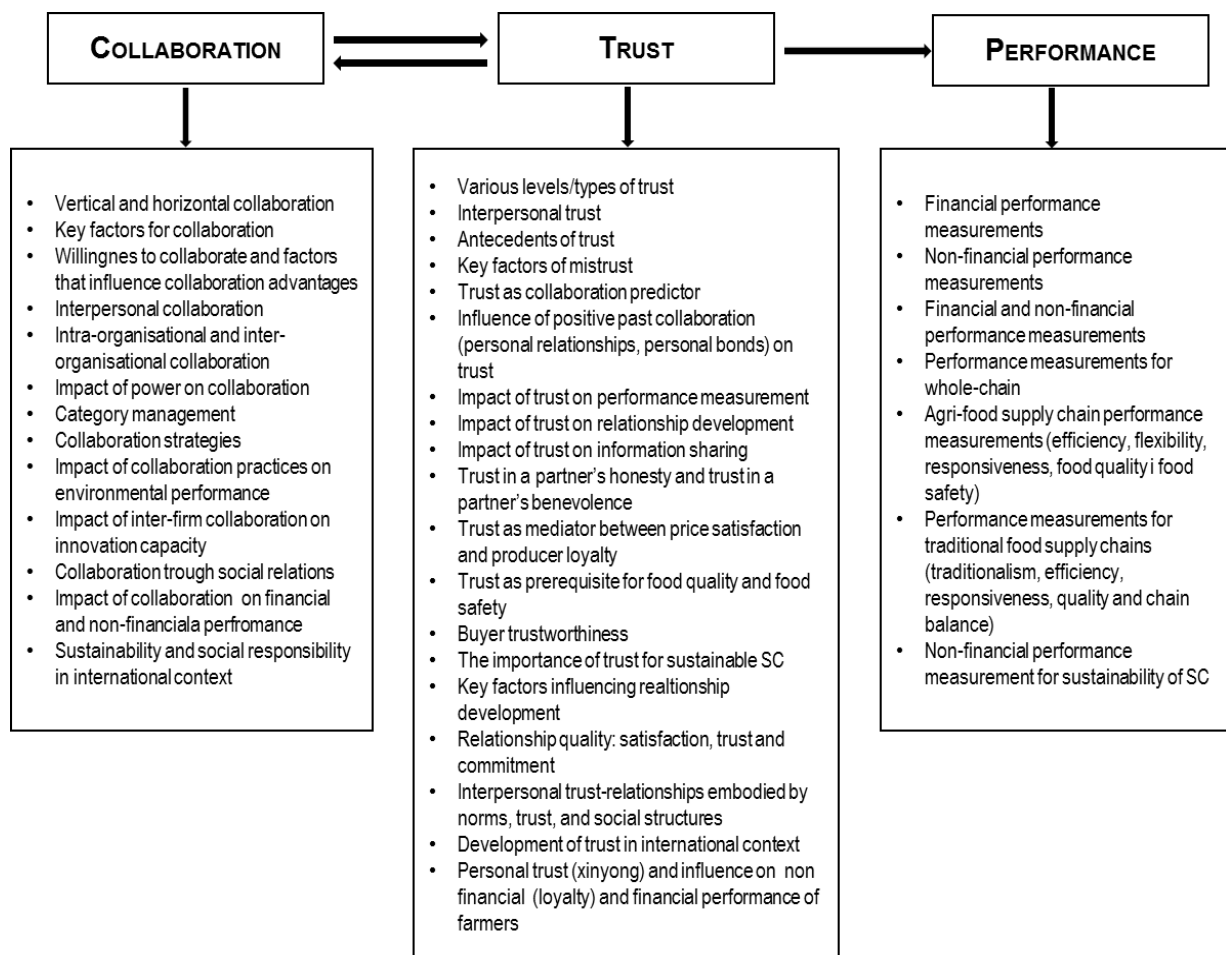 COLLABORATION
TRUST
PERFORMANCE
• Vertical and horizontal collaboration
• Key factors for collaboration
• Willingnes to collaborate and factors
that influence collaboration advantages
• Interpersonal collaboration
• Intra-organisational and inter-
organisational collaboration
• Impact of power on collaboration
• Category management
• Collaboration strategies
• Impact of collaboration practices on
environmental performance
• Impact of inter-firm collaboration on
innovation capacity
• Collaboration trough social relations
• Impact of collaboration on financial
and non-financiala perfromance
• Sustainability and social responsibility
in international context
• Various levels/types of trust
• Interpersonal trust
• Antecedents of trust
• Key factors of mistrust
• Trust as collaboration predictor
• Influence of positive past collaboration
(personal relationships, personal bonds) on
trust
• Impact of trust on performance measurement
• Impact of trust on relationship development
• Impact of trust on information sharing
• Trust in a partner's honesty and trust in a
partner's benevolence
• Trust as mediator between price satisfaction
and producer loyalty
• Trust as prerequisite for food quality and food
safety
• Buyer trustworthiness
• The importance of trust for sustainable SC
• Key factors influencing realtionship
development
• Relationship quality: satisfaction, trust and
commitment
• Interpersonal trust-relationships embodied by
norms, trust, and social structures
• Development of trust in international context
• Personal trust (xinyong) and influence on non
financial (loyalty) and financial performance of
farmers
• Financial performance
measurements
• Non-financial performance
measurements
• Financial and non-financial
performance measurements
• Performance measurements for
whole-chain
• Agri-food supply chain performance
measurements (efficiency, flexibility,
responsiveness, food quality i food
safety)
• Performance measurements for
traditional food supply chains
(traditionalism, efficiency,
responsiveness, quality and chain
balance)
• Non-financial performance
measurement for sustainability of SC